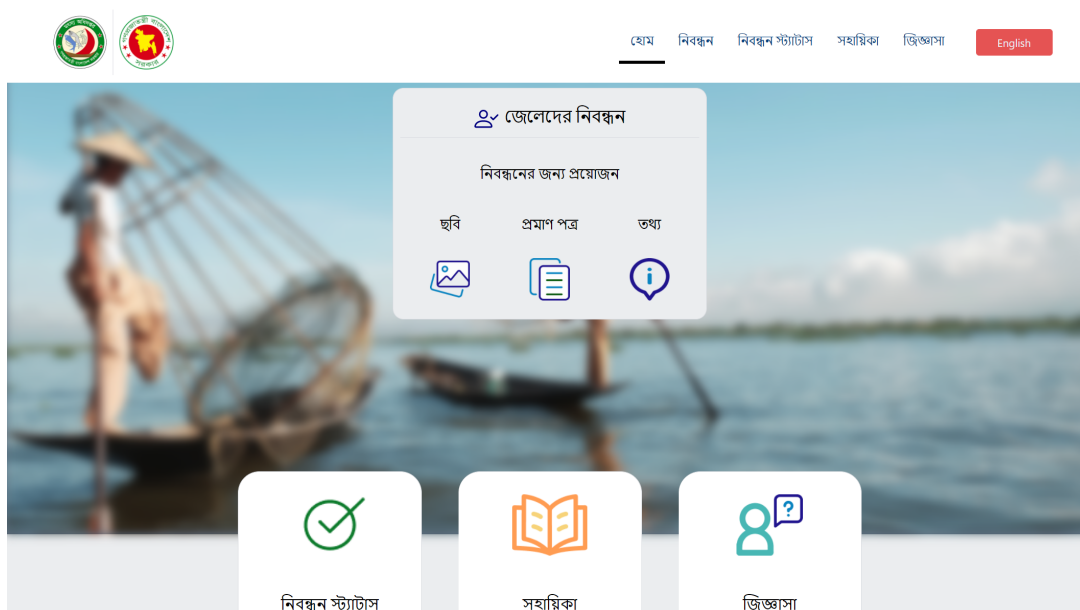 হোম নিবন্ধন নিবন্ধন স্ট্যাটাস সহায়িকা জিজ্ঞাসা English
জেলেদের নিবন্ধন
নিবন্ধনের জন্য প্রয়োজন
ছবি প্রমাণ পত্র তথ্য
নিবন্ধন স্ট্যাটাস সহায়িকা জিজ্ঞাসা